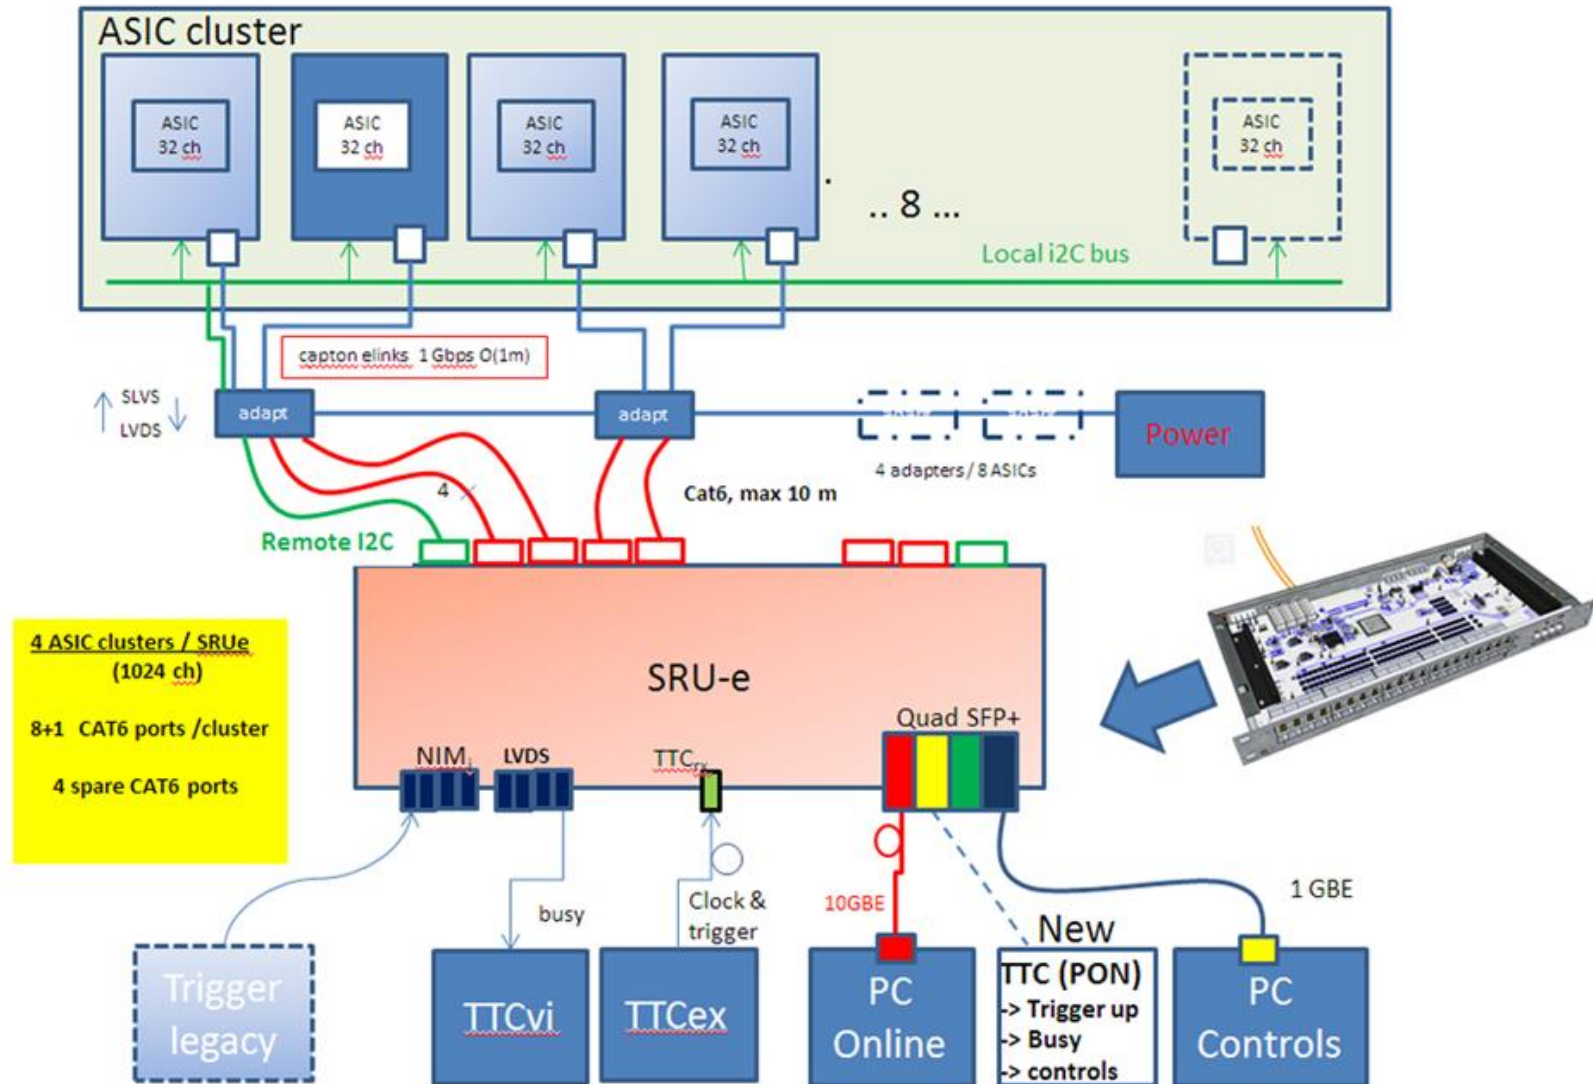 ASIC cluster
ASIC
32 ch
ASIC
32 ch
ASIC
32 ch
ASIC
32 ch
ASIC
32 ch
.
.. 8 ...
Local i2C bus
capton elinks 1 Gbps O(1m)
SLVS
LVDS
adapt
adapt
Power
4 adapters / 8 ASICs
4
Cat6, max 10 m
Remote I2C
4 ASIC clusters / SRUe
(1024 ch)
8+1 CAT6 ports /cluster
4 spare CAT6 ports
SRU-e
Quad SFP+
NIM
LVDS
TTCrx
busy
Clock &
trigger
10GBE
1 GBE
New
Trigger
legacy
TTCvi
TTCex
PC
Online
TTC (PON)
-> Trigger up
-> Busy
-> controls
PC
Controls